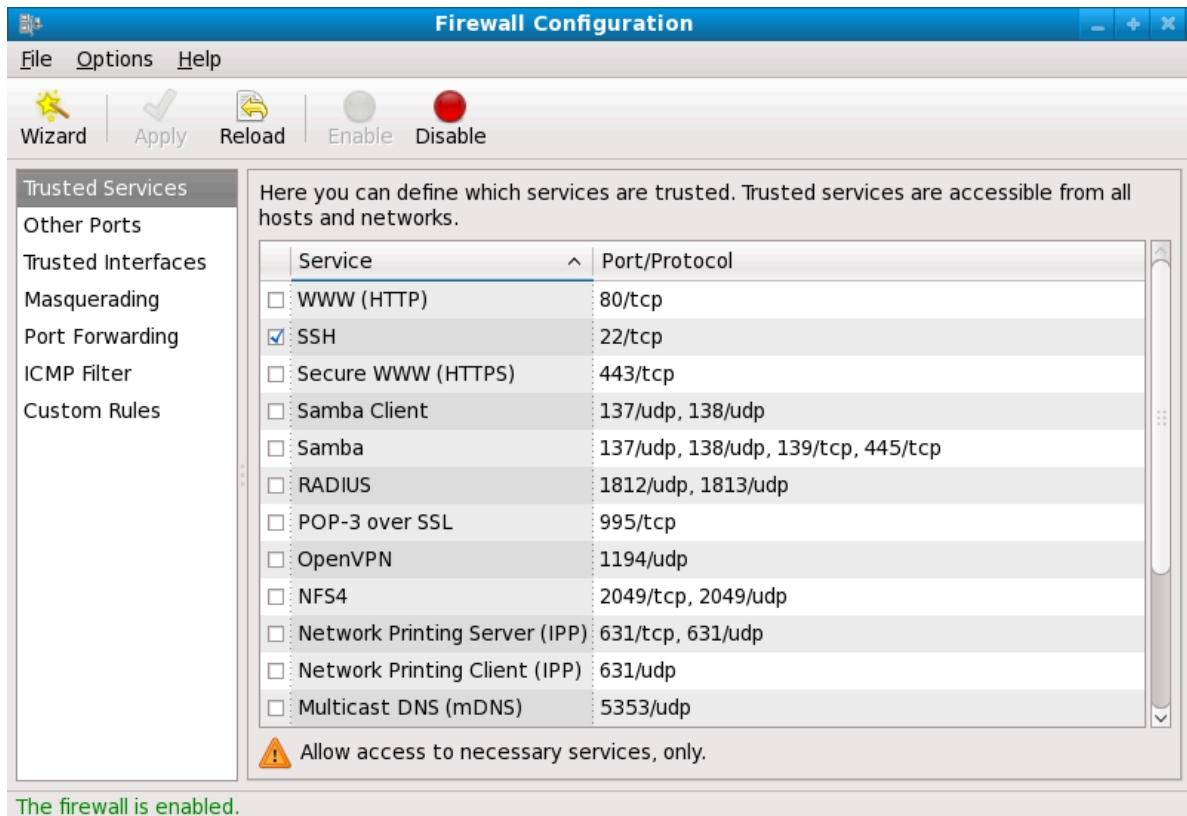 Firewall Configuration
File Options Help
Wizard Apply Reload Enable Disable
Trusted Services
Other Ports
Trusted Interfaces
Masquerading
Port Forwarding
ICMP Filter
Custom Rules
Here you can define which services are trusted. Trusted services are accessible from all
hosts and networks.
Service Port/Protocol
WWW (HTTP) 80/tcp
SSH 22/tcp
Secure WWW (HTTPS) 443/tcp
Samba Client 137/udp, 138/udp
Samba 137/udp, 138/udp, 139/tcp, 445/tcp
RADIUS 1812/udp, 1813/udp
POP-3 over SSL 995/tcp
OpenVPN 1194/udp
NFS4 2049/tcp, 2049/udp
Network Printing Server (IPP) 631/tcp, 631/udp
Network Printing Client (IPP) 631/udp
Multicast DNS (mDNS) 5353/udp
Allow access to necessary services, only.
The firewall is enabled.